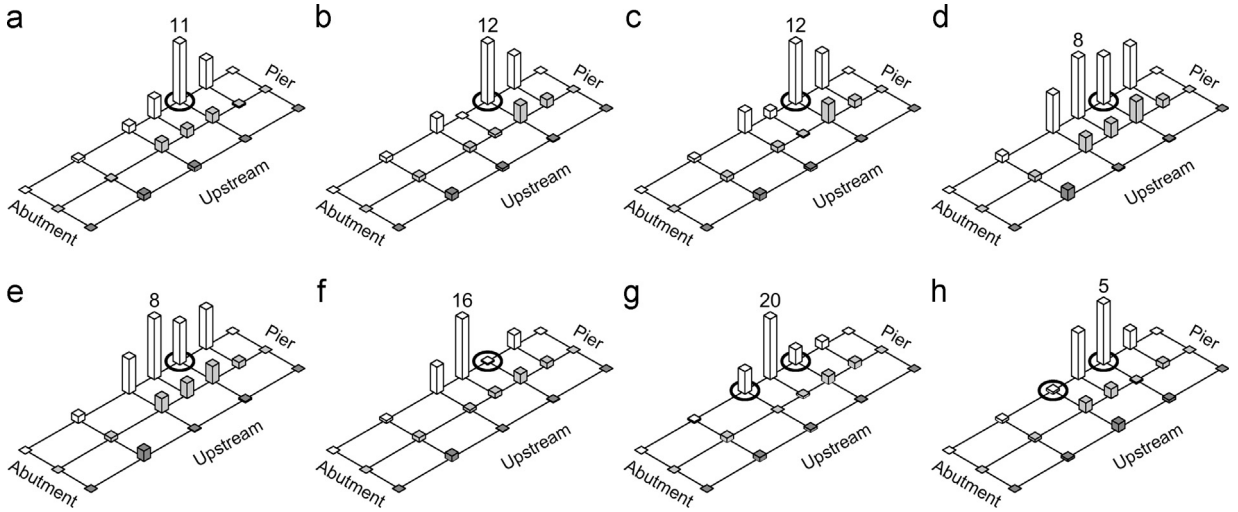 a
11
Pier
Upstream
Abutment
b
12
Pier
Upstream
Abutment
c
12
Pier
Upstream
Abutment
d
8
Pier
Upstream
Abutment
e
8
Pier
Upstream
Abutment
f
16
Pier
Upstream
Abutment
g
20
Pier
Upstream
Abutment
h
5
Pier
Upstream
Abutment